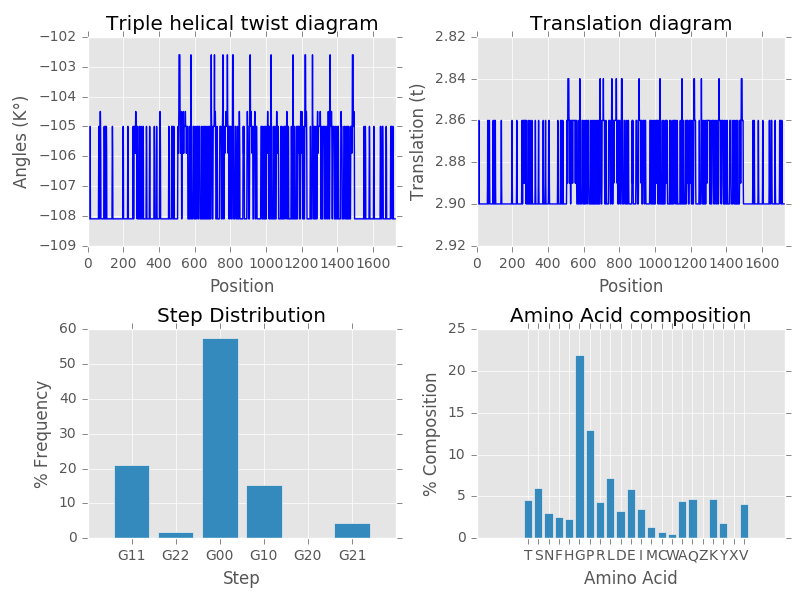 Triple helical twist diagram
−102
−103
−104
−105
−106
−107
−108
−109
Angles (K°)
0 200 400 600 800 1000 1200 1400 1600
Position
Translation diagram
2.82
2.84
2.86
2.88
2.90
2.92
Translation (t)
0 200 400 600 800 1000 1200 1400 1600
Position
Step Distribution
60
50
40
30
20
10
0
% Frequency
G11 G22 G00 G10 G20 G21
Step
Amino Acid composition
25
20
15
10
5
0
% Composition
T S N F H G P R L D E I M C W A Q Z K Y X V
Amino Acid